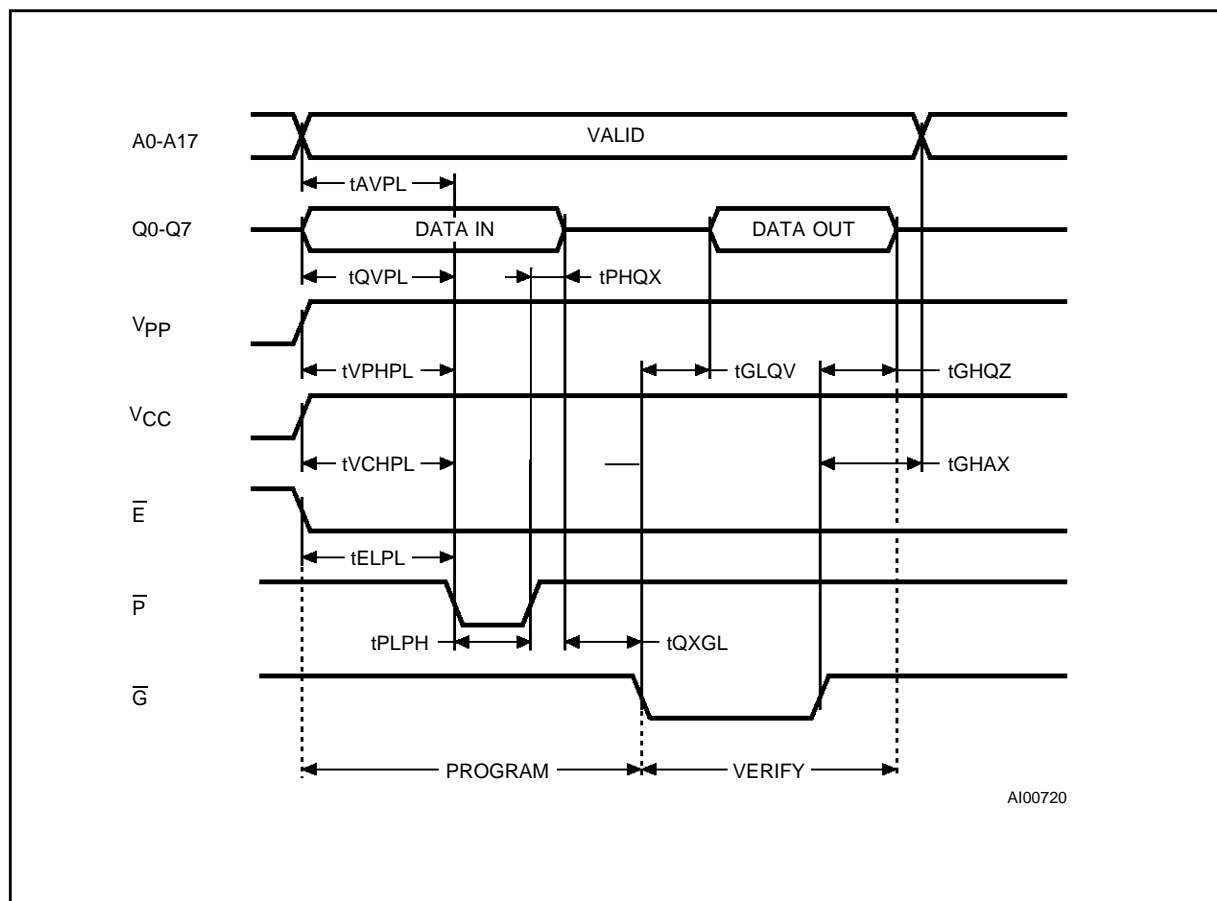 A0-A17
VALID
tAVPL
Q0-Q7
DATA IN
DATA OUT
tQVPL
tPHQX
VPP
tVPHPL
tGLQV
tGHQZ
VCC
tVCHPL
tGHAX
E̅
tELPL
P̅
tPLPH
tQXGL
G̅
PROGRAM
VERIFY
AI00720